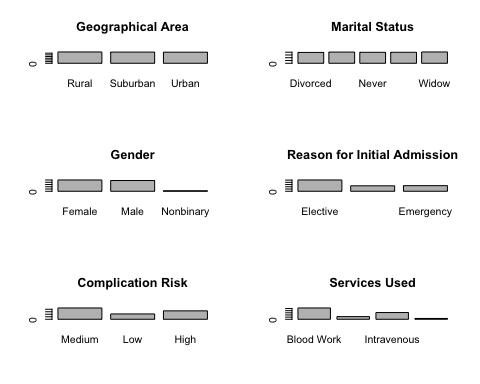 Geographical Area
0
Rural Suburban Urban
Marital Status
0
Divorced Never Widow
Gender
0
Female Male Nonbinary
Reason for Initial Admission
0
Elective Emergency
Complication Risk
0
Medium Low High
Services Used
0
Blood Work Intravenous